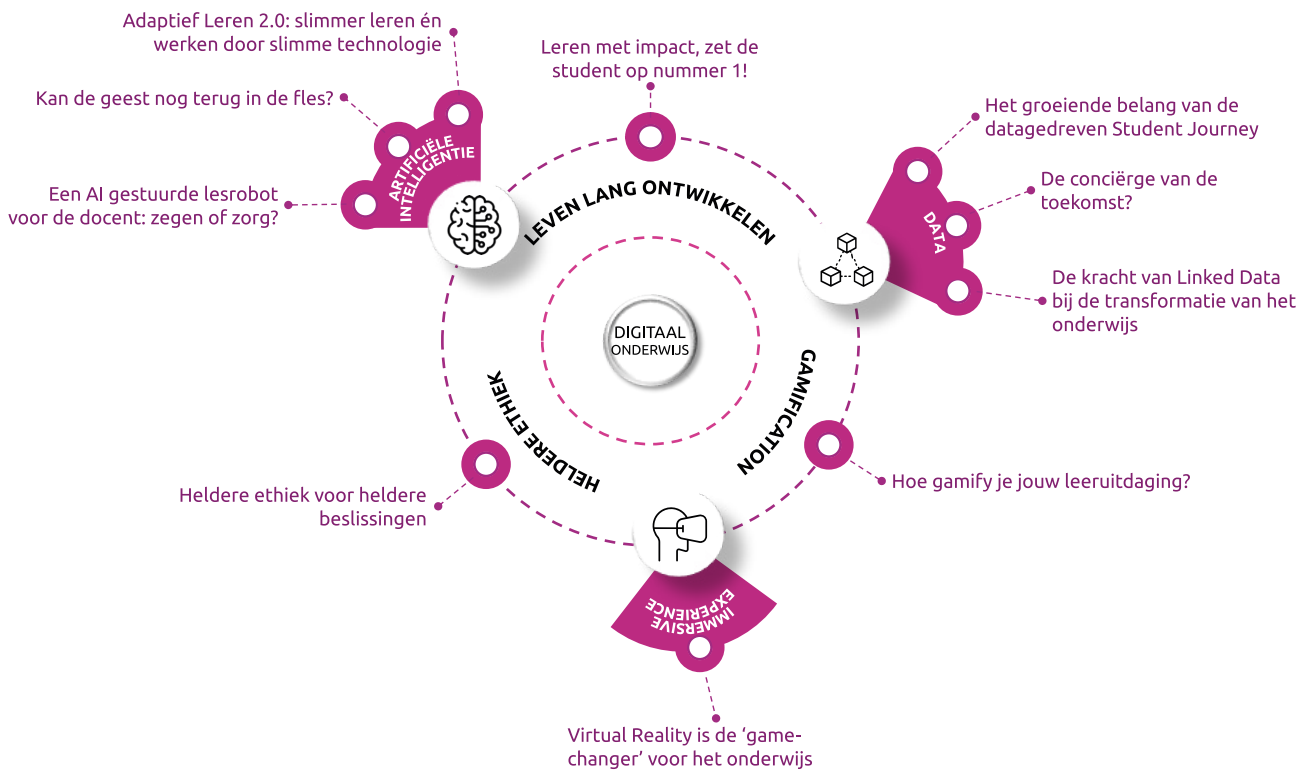 Adaptief Leren 2.0: slimmer leren én
werken door slimme technologie
Kan de geest nog terug in de fles?
Een AI gestuurde lesrobot
voor de docent: zegen of zorg?
ARTIFICIËLE
INTELLIGENTIE
Leren met impact, zet de
student op nummer 1!
LEVEN LANG ONTWIKKELEN
Het groeiende belang van de
datagedreven Student Journey
De conciërge van de
toekomst?
De kracht van Linked Data
bij de transformatie van het
onderwijs
DATA
DIGITAAL
ONDERWIJS
GAMIFICATION
Hoe gamify je jouw leeruitdaging?
HELDERE ETHIEK
Heldere ethiek voor heldere
beslissingen
IMMERSIVE
EXPERIENCE
Virtual Reality is de ‘game-
changer’ voor het onderwijs